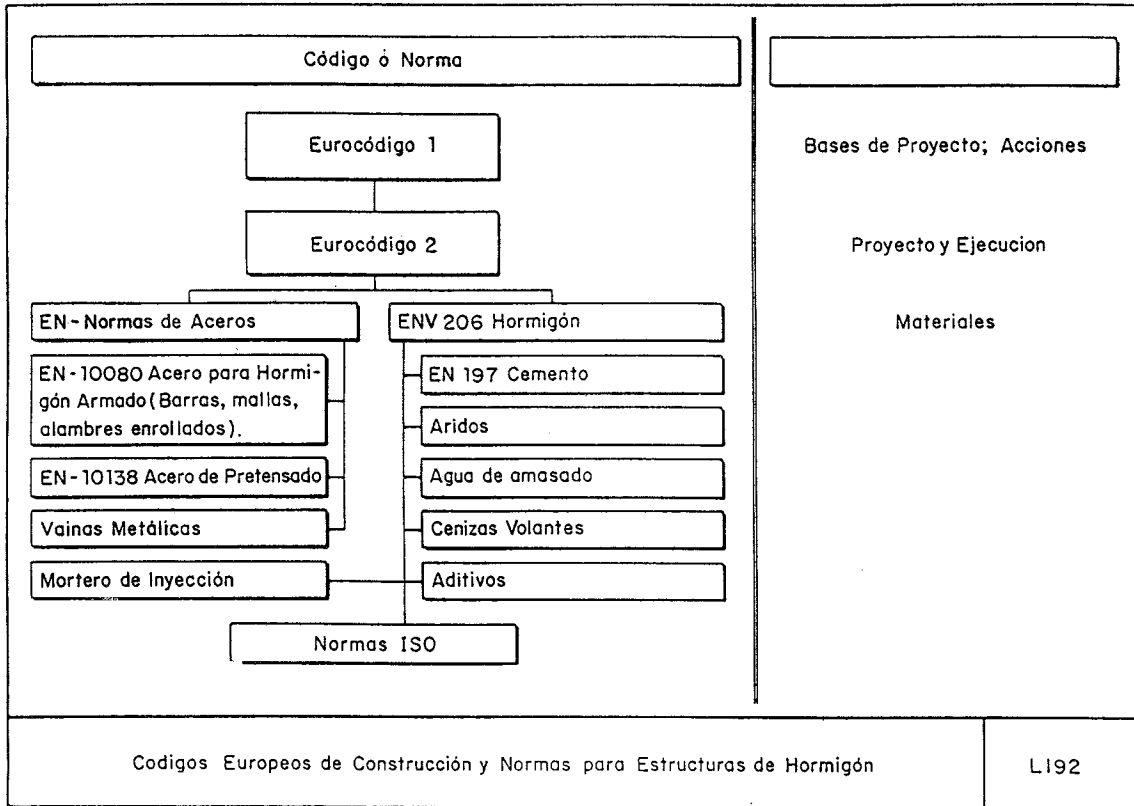 Código ó Norma
Eurocódigo 1
Bases de Proyecto; Acciones
Eurocódigo 2
Proyecto y Ejecucion
EN-Normas de Aceros
ENV 206 Hormigón
Materiales
EN-10080 Acero para Hormi-
gón Armado (Barras, mallas,
alambres enrollados).
EN 197 Cemento
Aridos
EN-10138 Acero de Pretensado
Agua de amasado
Vainas Metálicas
Cenizas Volantes
Mortero de Inyección
Aditivos
Normas ISO
Codigos Europeos de Construcción y Normas para Estructuras de Hormigón
L192